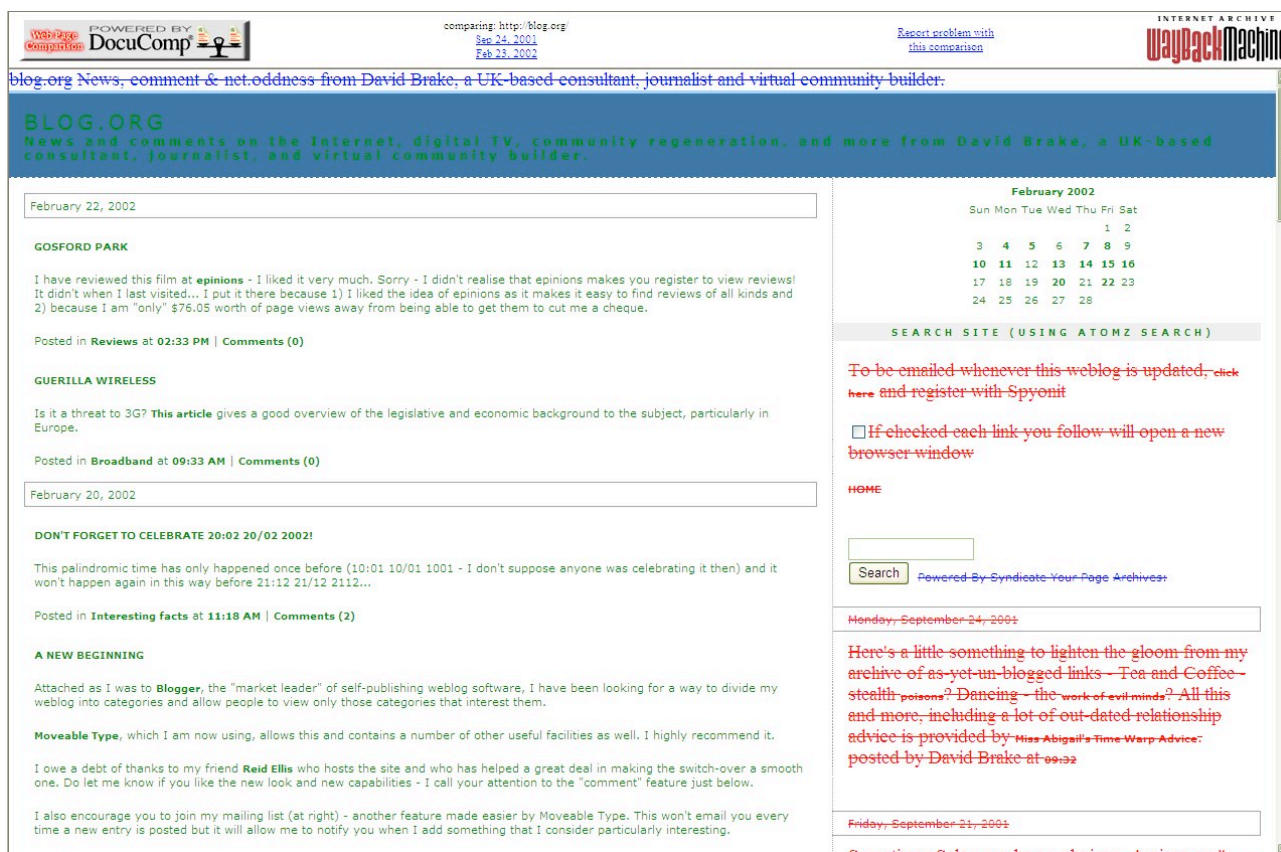 Web Page
Comparison
POWERED BY
DocuComp®
comparing: http://blog.org/
Sep 24, 2001
Feb 23, 2002
Report problem with
this comparison
INTERNET ARCHIVE
WayBackMachine
blog.org News, comment & net.oddness from David Brake, a UK-based consultant, journalist and virtual community builder.
BLOG.ORG
News and comments on the Internet, digital TV, community regeneration, and more from David Brake, a UK-based
consultant, journalist, and virtual community builder.
February 22, 2002
GOSFORD PARK
I have reviewed this film at epinions - I liked it very much. Sorry - I didn't realise that epinions makes you register to view reviews!
It didn't when I last visited... I put it there because 1) I liked the idea of epinions as it makes it easy to find reviews of all kinds and
2) because I am "only" $76.05 worth of page views away from being able to get them to cut me a cheque.
Posted in Reviews at 02:33 PM | Comments (0)
GUERILLA WIRELESS
Is it a threat to 3G? This article gives a good overview of the legislative and economic background to the subject, particularly in
Europe.
Posted in Broadband at 09:33 AM | Comments (0)
February 20, 2002
DON'T FORGET TO CELEBRATE 20:02 20/02 2002!
This palindromic time has only happened once before (10:01 10/01 1001 - I don't suppose anyone was celebrating it then) and it
won't happen again in this way before 21:12 21/12 2112...
Posted in Interesting facts at 11:18 AM | Comments (2)
A NEW BEGINNING
Attached as I was to Blogger, the "market leader" of self-publishing weblog software, I have been looking for a way to divide my
weblog into categories and allow people to view only those categories that interest them.
Moveable Type, which I am now using, allows this and contains a number of other useful facilities as well. I highly recommend it.
I owe a debt of thanks to my friend Reid Ellis who hosts the site and who has helped a great deal in making the switch-over a smooth
one. Do let me know if you like the new look and new capabilities - I call your attention to the "comment" feature just below.
I also encourage you to join my mailing list (at right) - another feature made easier by Moveable Type. This won't email you every
time a new entry is posted but it will allow me to notify you when I add something that I consider particularly interesting.
February 2002
Sun Mon Tue Wed Thu Fri Sat
1 2
3 4 5 6 7 8 9
10 11 12 13 14 15 16
17 18 19 20 21 22 23
24 25 26 27 28
SEARCH SITE (USING ATOMZ SEARCH)
To be emailed whenever this weblog is updated, click
here and register with Spyonit
If checked each link you follow will open a new
browser window
HOME
Search Powered By Syndicate Your Page Archives:
Monday, September 24, 2001
Here's a little something to lighten the gloom from my
archive of as-yet-un-blogged links - Tea and Coffee -
stealth poisons? Dancing - the work of evil minds? All this
and more, including a lot of out-dated relationship
advice is provided by Miss Abigail's Time Warp Advice.
posted by David Brake at 09:32
Friday, September 21, 2001